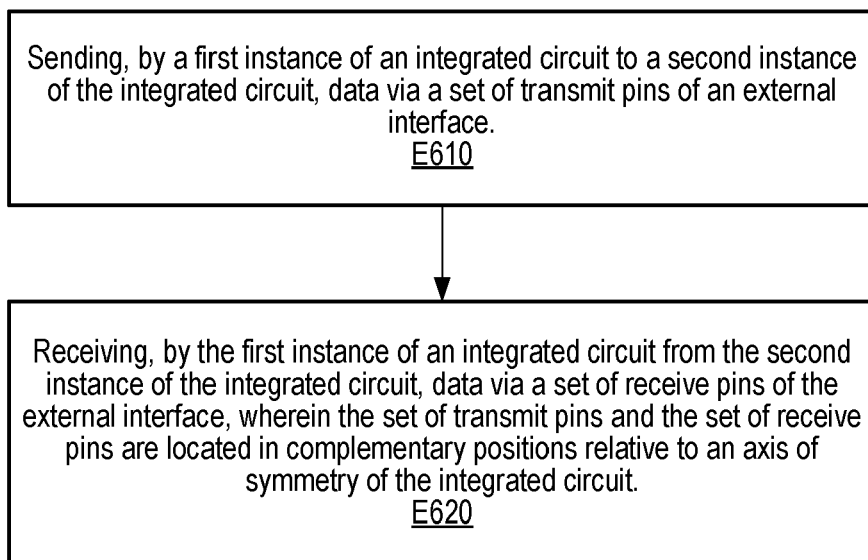 Sending, by a first instance of an integrated circuit to a second instance
of the integrated circuit, data via a set of transmit pins of an external
interface.
E610
Receiving, by the first instance of an integrated circuit from the second
instance of the integrated circuit, data via a set of receive pins of the
external interface, wherein the set of transmit pins and the set of receive
pins are located in complementary positions relative to an axis of
symmetry of the integrated circuit.
E620